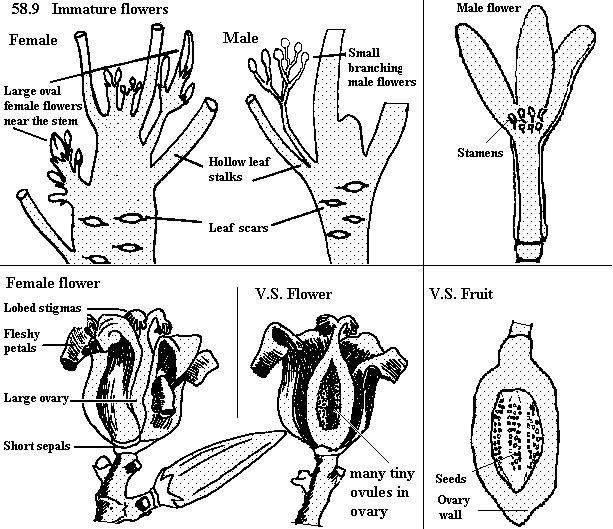 58.9 Immature flowers
Female
Large oval
female flowers
near the stem
Male
Small
branching
male flowers
Hollow leaf
stalks
Leaf scars
Male flower
Stamens
Female flower
Lobed stigmas
Fleshy
petals
Large ovary
Short sepals
V.S. Flower
many tiny
ovules in
ovary
V.S. Fruit
Seeds
Ovary
wall